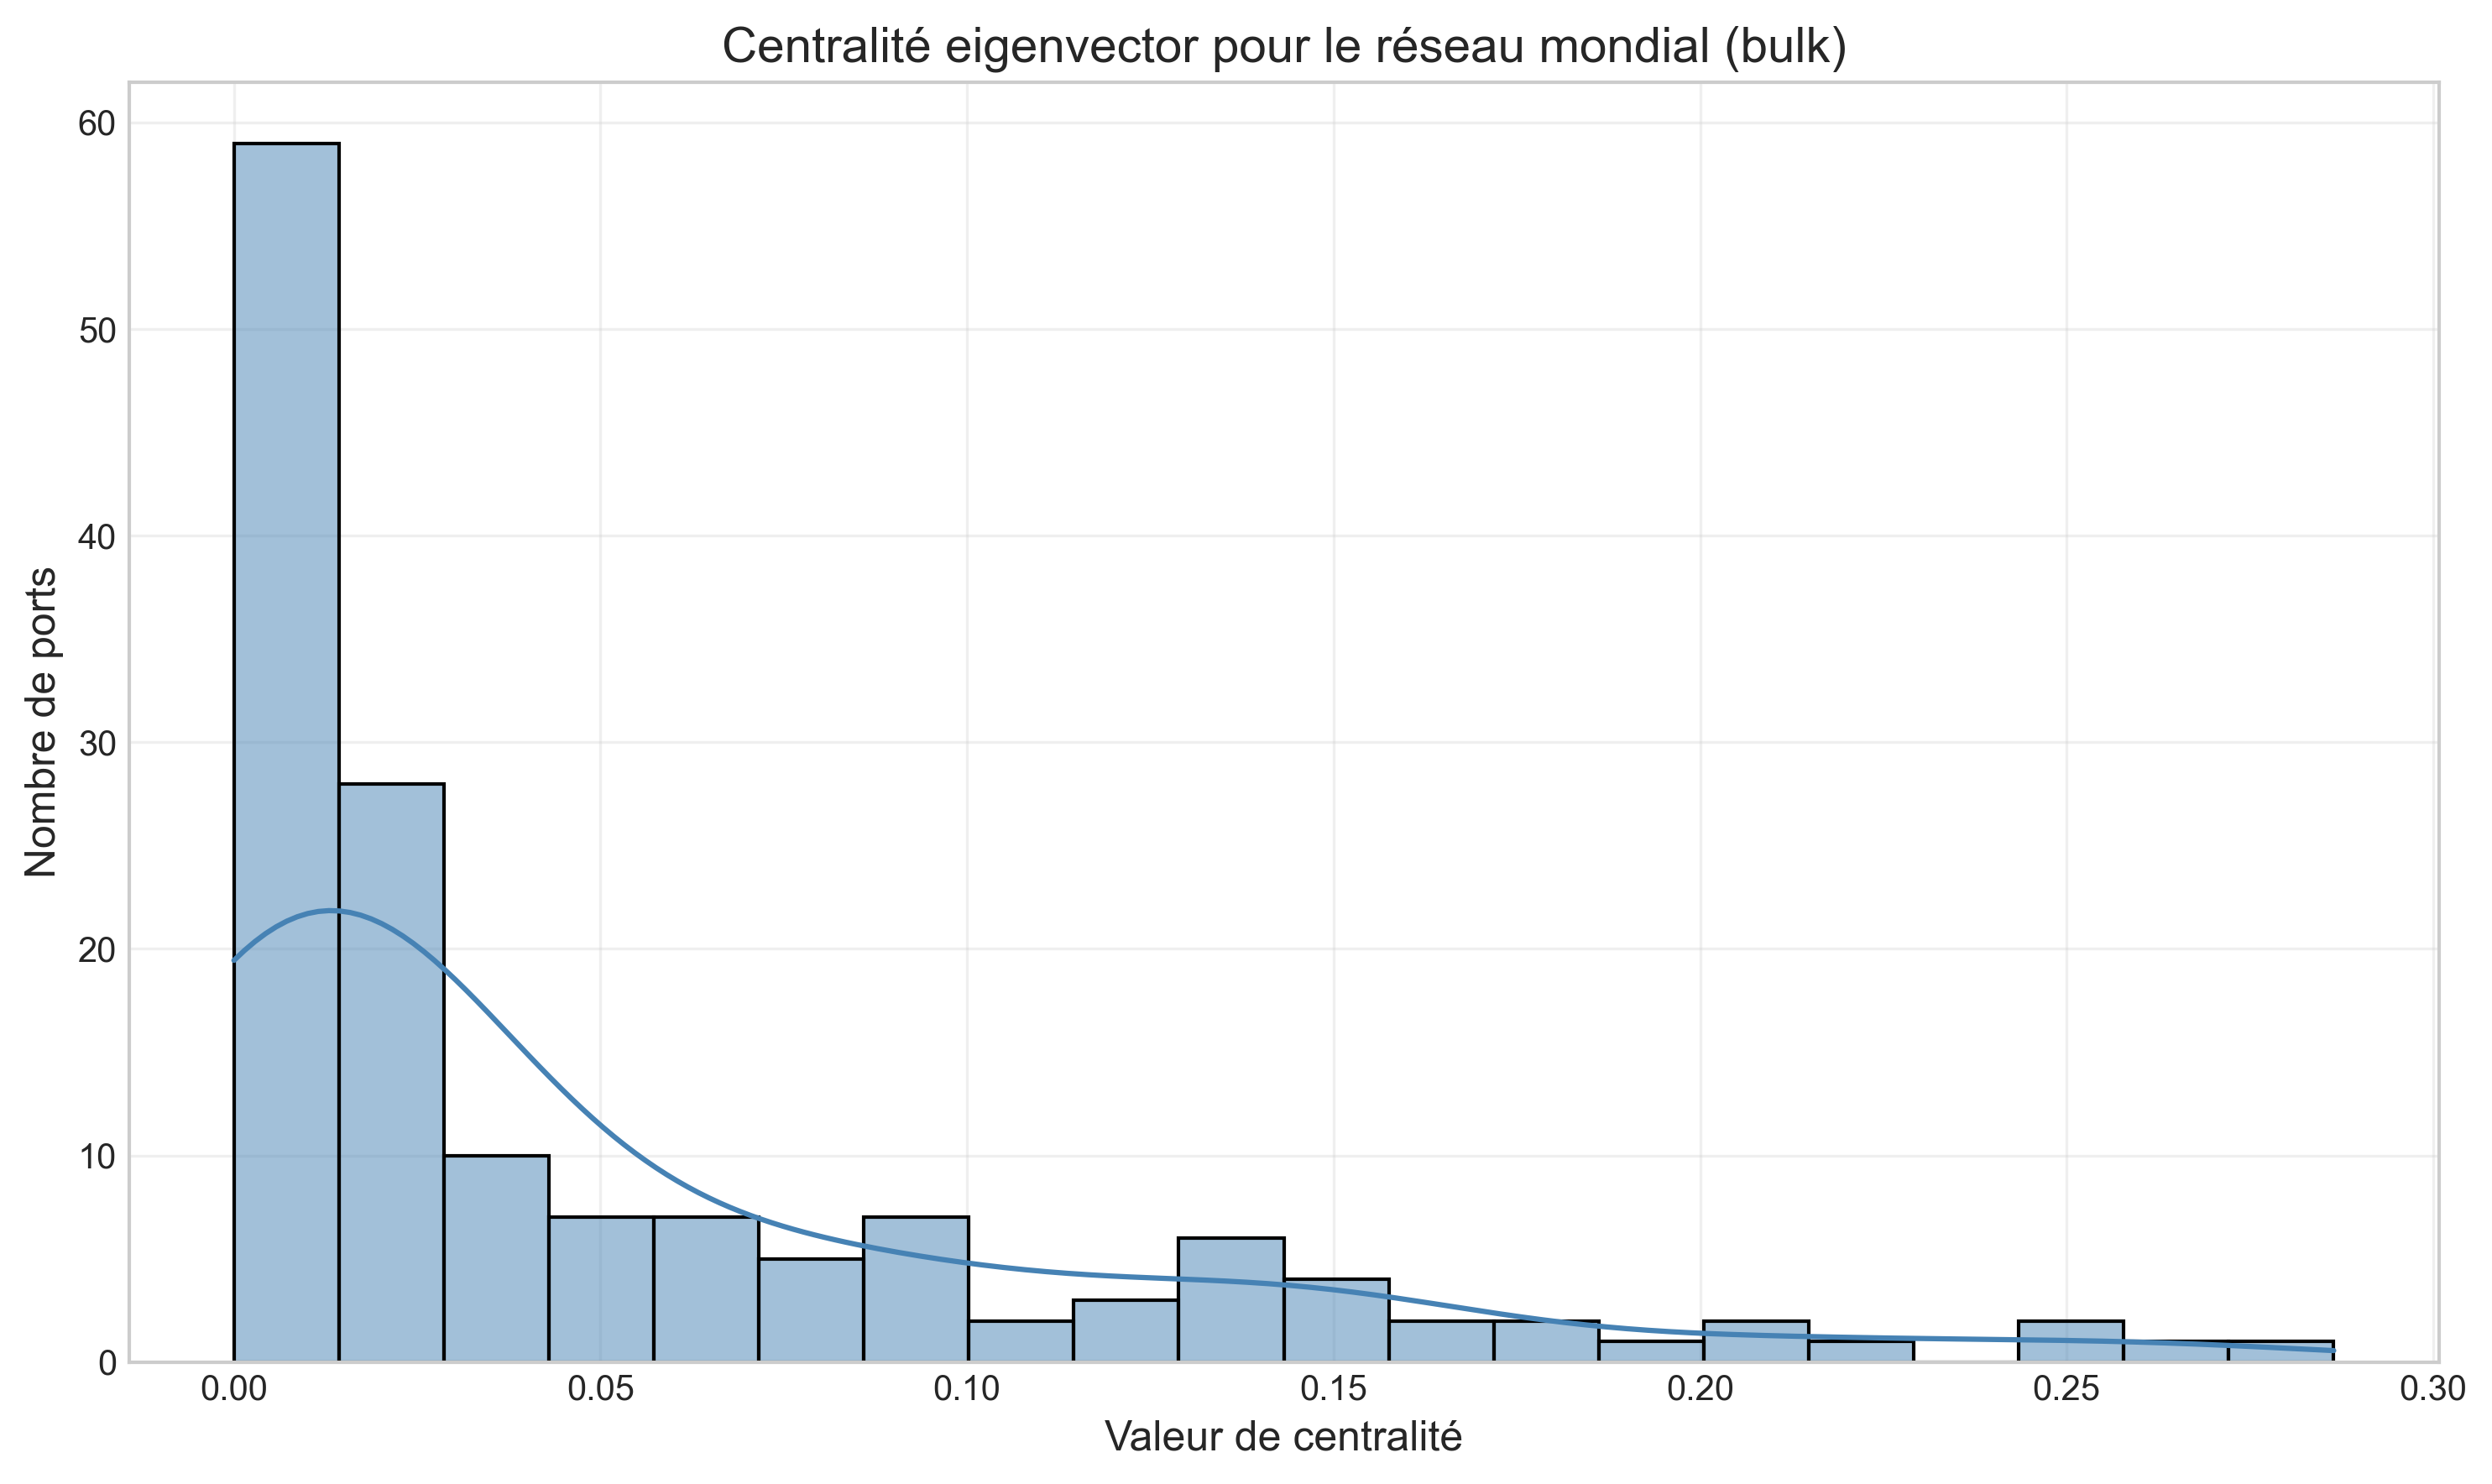 Centralité eigenvector pour le réseau mondial (bulk)
60
50
40
30
20
10
0
Nombre de ports
0.00 0.05 0.10 0.15 0.20 0.25 0.30
Valeur de centralité